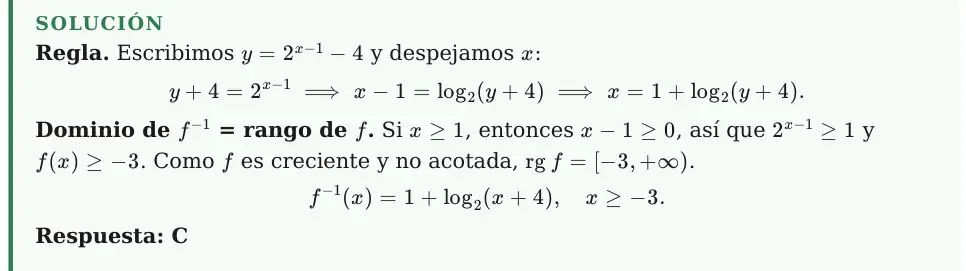 SOLUCIÓN
Regla. Escribimos y = 2^{x−1} − 4 y despejamos x:
y + 4 = 2^{x−1} ⟹ x − 1 = log₂(y + 4) ⟹ x = 1 + log₂(y + 4).
Dominio de f⁻¹ = rango de f. Si x ≥ 1, entonces x − 1 ≥ 0, así que 2^{x−1} ≥ 1 y
f(x) ≥ −3. Como f es creciente y no acotada, rg f = [−3, +∞).
f⁻¹(x) = 1 + log₂(x + 4), x ≥ −3.
Respuesta: C